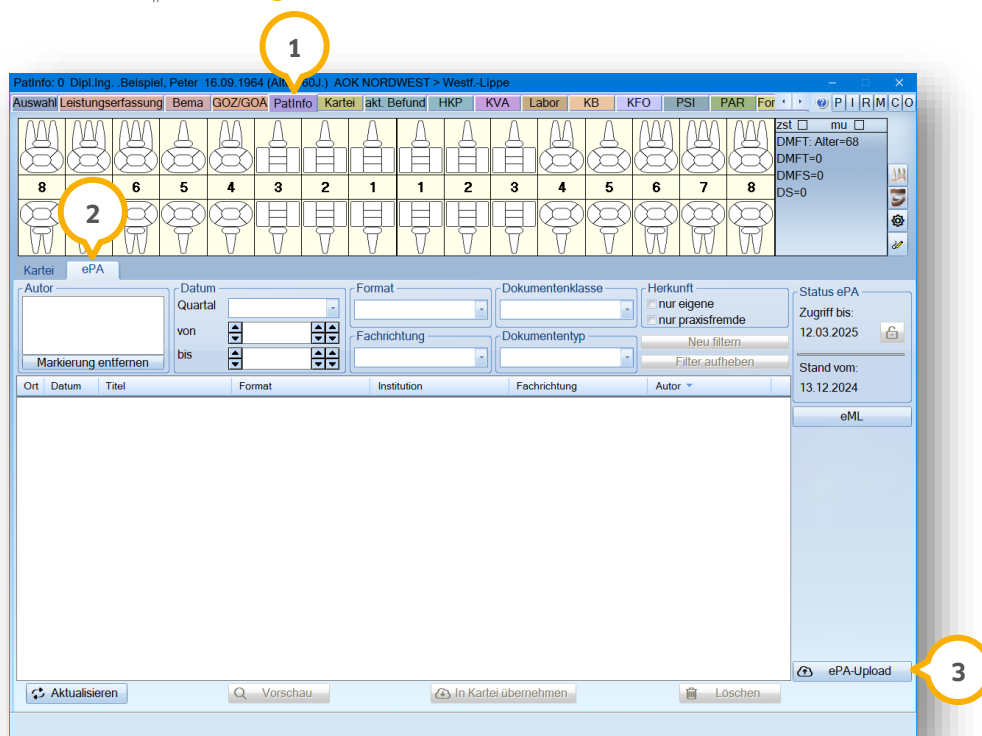 1
PatInfo: 0 Dipl.Ing. .Beispiel, Peter 16.09.1964 (Alt 60J.) AOK NORDWEST > Westf.-Lippe
Auswahl Leistungserfassung Bema GOZ/GOÄ PatInfo Kartei akt. Befund HKP KVA Labor KB KFO PSI PAR For P I R M C O
zst mu
DMFT: Alter=68
DMFT=0
DMFS=0
DS=0
8 6 5 4 3 2 1 1 2 3 4 5 6 7 8
2
Kartei ePA
Autor Datum Format Dokumentenklasse Herkunft Status ePA
Quartal nur eigene Zugriff bis:
nur praxisfremde
von Fachrichtung Dokumententyp Neu filtern 12.03.2025
Markierung entfernen bis Filter aufheben Stand vom:
Ort Datum Titel Format Institution Fachrichtung Autor 13.12.2024
eML
ePA-Upload 3
Aktualisieren Vorschau In Kartei übernehmen Löschen